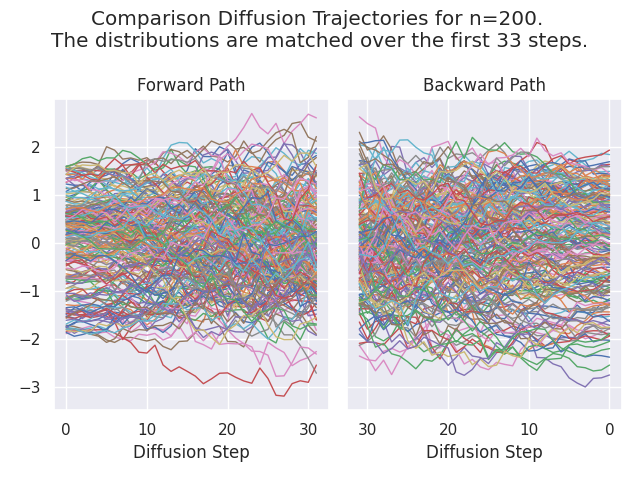 Comparison Diffusion Trajectories for n=200.
The distributions are matched over the first 33 steps.
Forward Path
Backward Path
2
1
0
−1
−2
−3
0 10 20 30
30 20 10 0
Diffusion Step
Diffusion Step